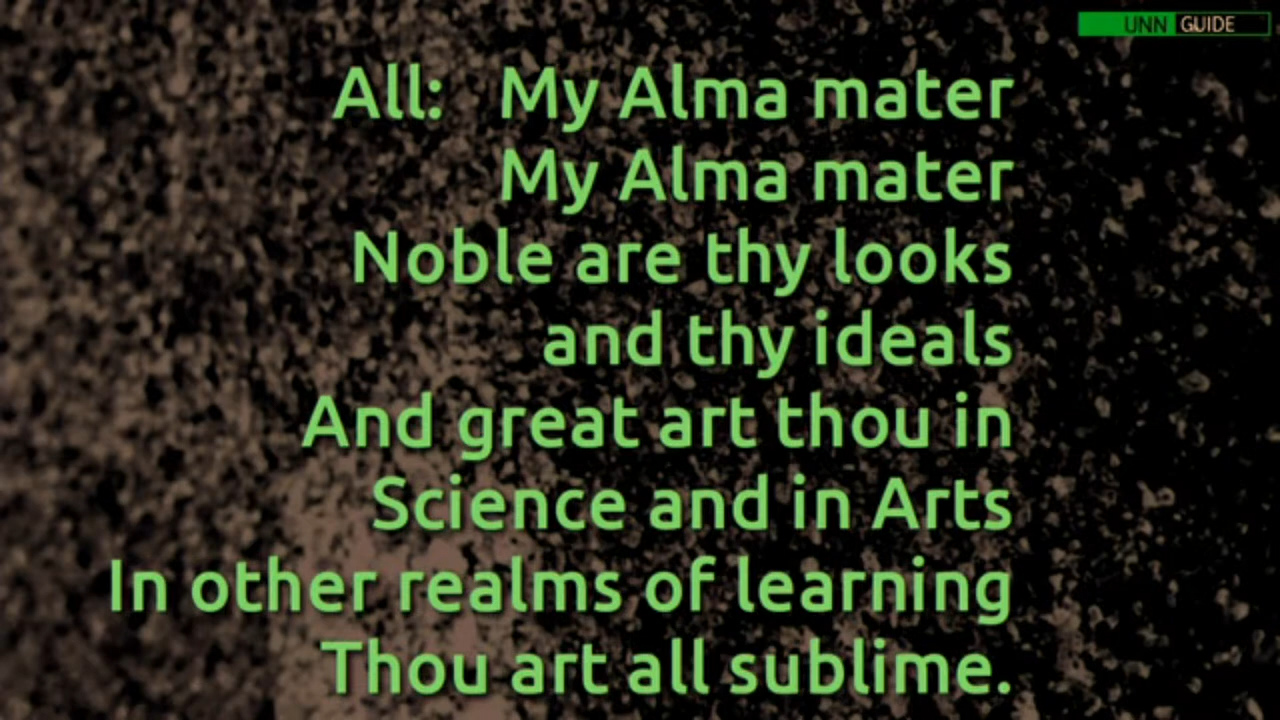 UNN GUIDE
All: My Alma mater
My Alma mater
Noble are thy looks
and thy ideals
And great art thou in
Science and in Arts
In other realms of learning
Thou art all sublime.